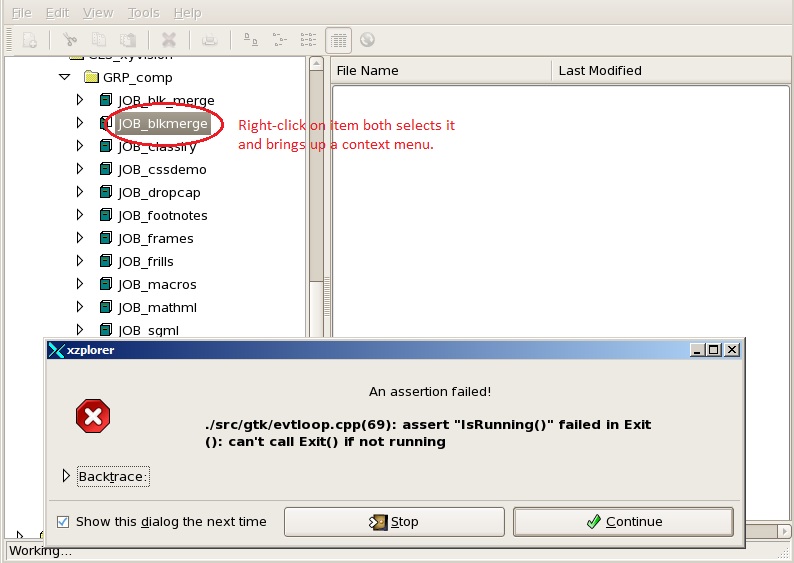 File Edit View Tools Help
GLS_xyvision
GRP_comp
File Name Last Modified
JOB_blk_merge
JOB_blkmerge
Right-click on item both selects it
and brings up a context menu.
JOB_classify
JOB_cssdemo
JOB_dropcap
JOB_footnotes
JOB_frames
JOB_frills
JOB_macros
JOB_mathml
JOB_sgml
xzplorer
An assertion failed!
./src/gtk/evtloop.cpp(69): assert "IsRunning()" failed in Exit
(): can't call Exit() if not running
Backtrace:
Show this dialog the next time
Stop
Continue
Working...